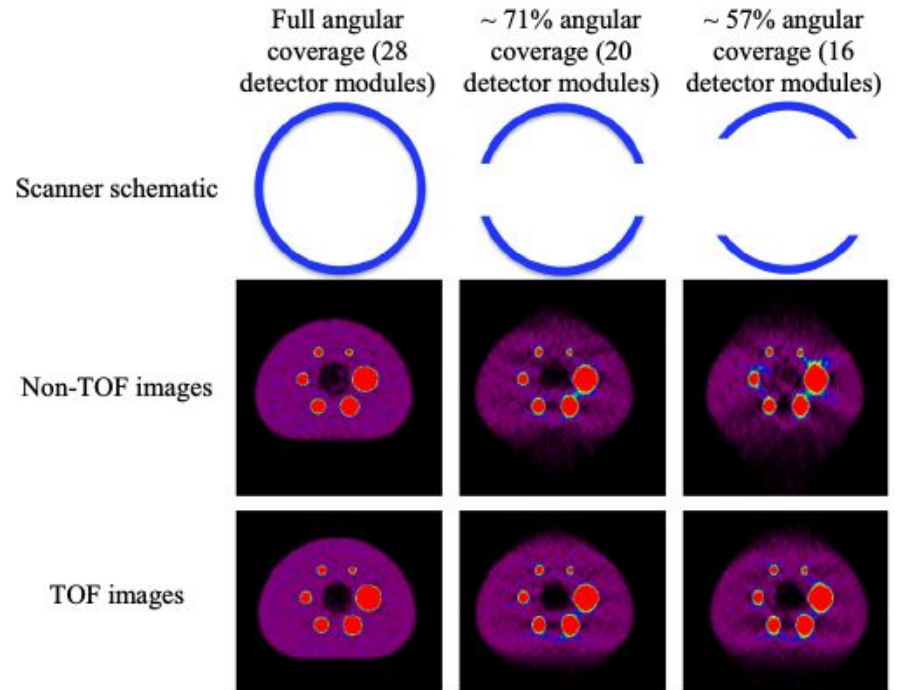 Full angular
coverage (28
detector modules)
~ 71% angular
coverage (20
detector modules)
~ 57% angular
coverage (16
detector modules)
Scanner schematic
Non-TOF images
TOF images